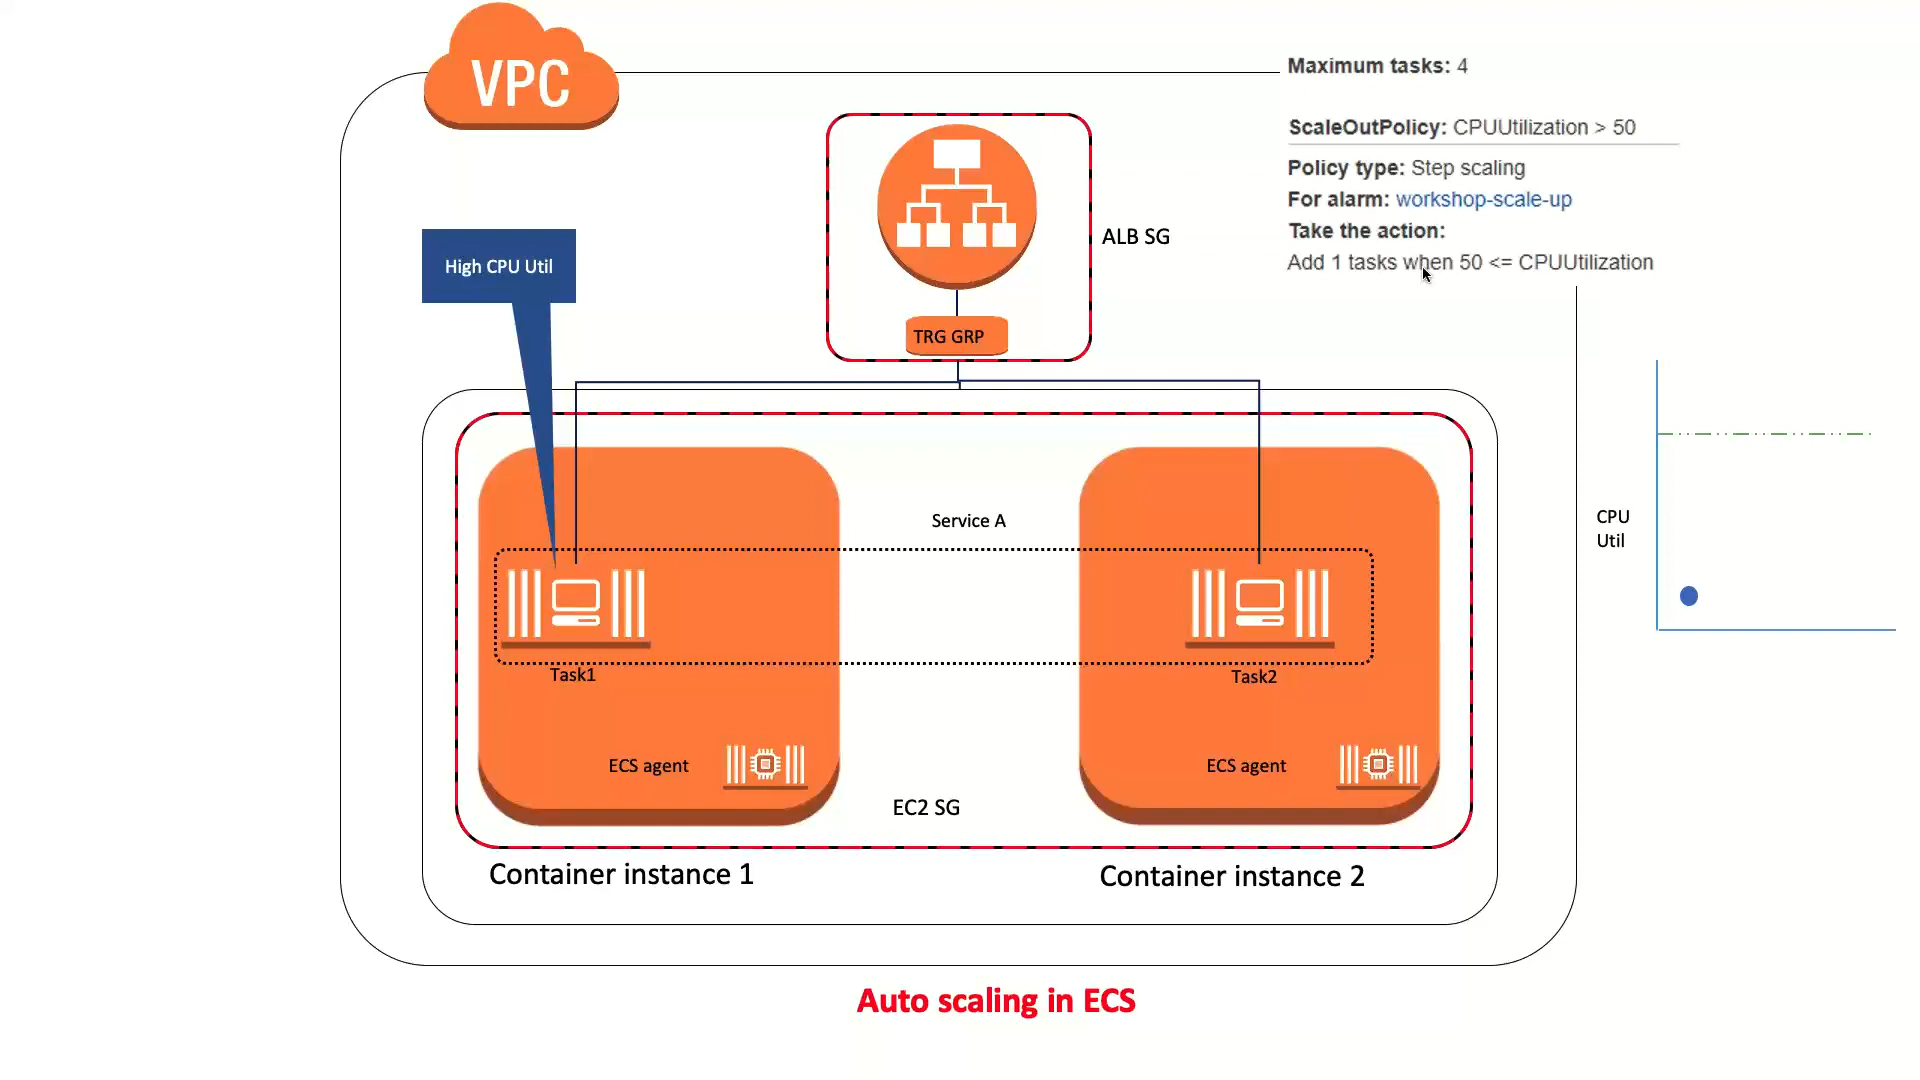 VPC
Maximum tasks: 4
ScaleOutPolicy: CPUUtilization > 50
Policy type: Step scaling
For alarm: workshop-scale-up
Take the action:
Add 1 tasks when 50 <= CPUUtilization
ALB SG
High CPU Util
TRG GRP
Service A
CPU
Util
Task1
Task2
ECS agent
ECS agent
EC2 SG
Container instance 1
Container instance 2
Auto scaling in ECS